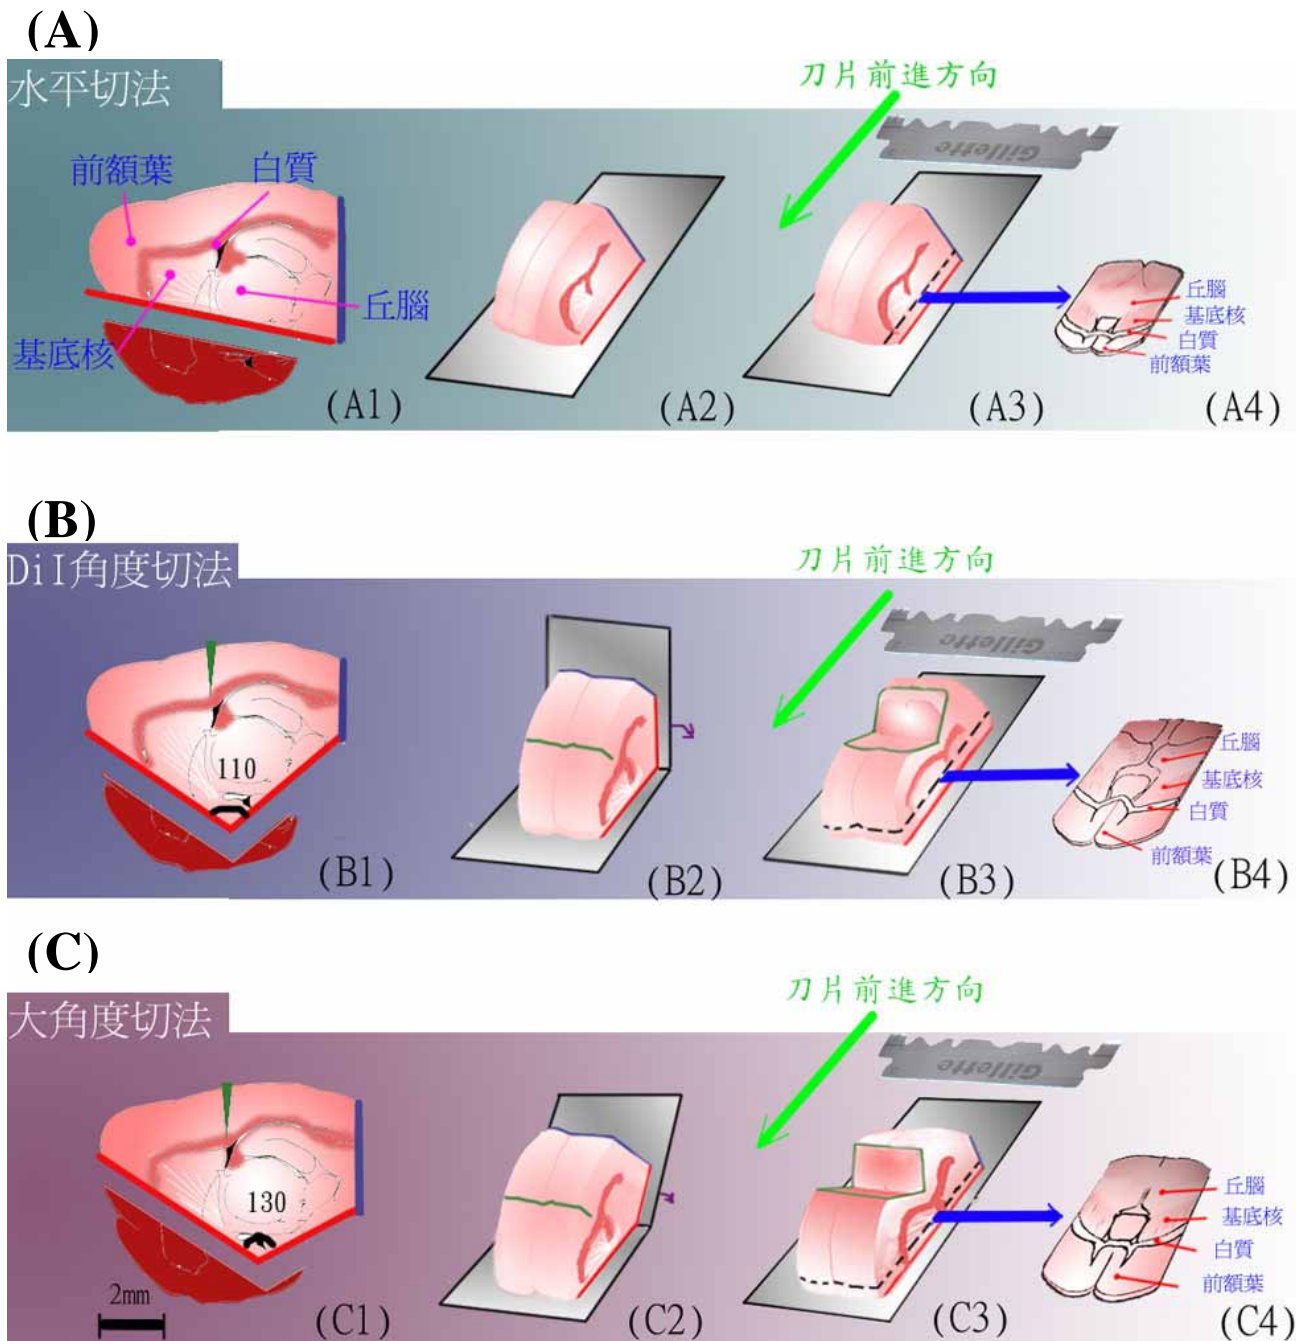 (A)
水平切法
刀片前進方向
Gillette
前額葉
白質
丘腦
基底核
丘腦
基底核
白質
前額葉
(A1)
(A2)
(A3)
(A4)
(B)
DiI角度切法
刀片前進方向
Gillette
110
丘腦
基底核
白質
前額葉
(B1)
(B2)
(B3)
(B4)
(C)
大角度切法
刀片前進方向
Gillette
130
丘腦
基底核
白質
前額葉
2mm
(C1)
(C2)
(C3)
(C4)